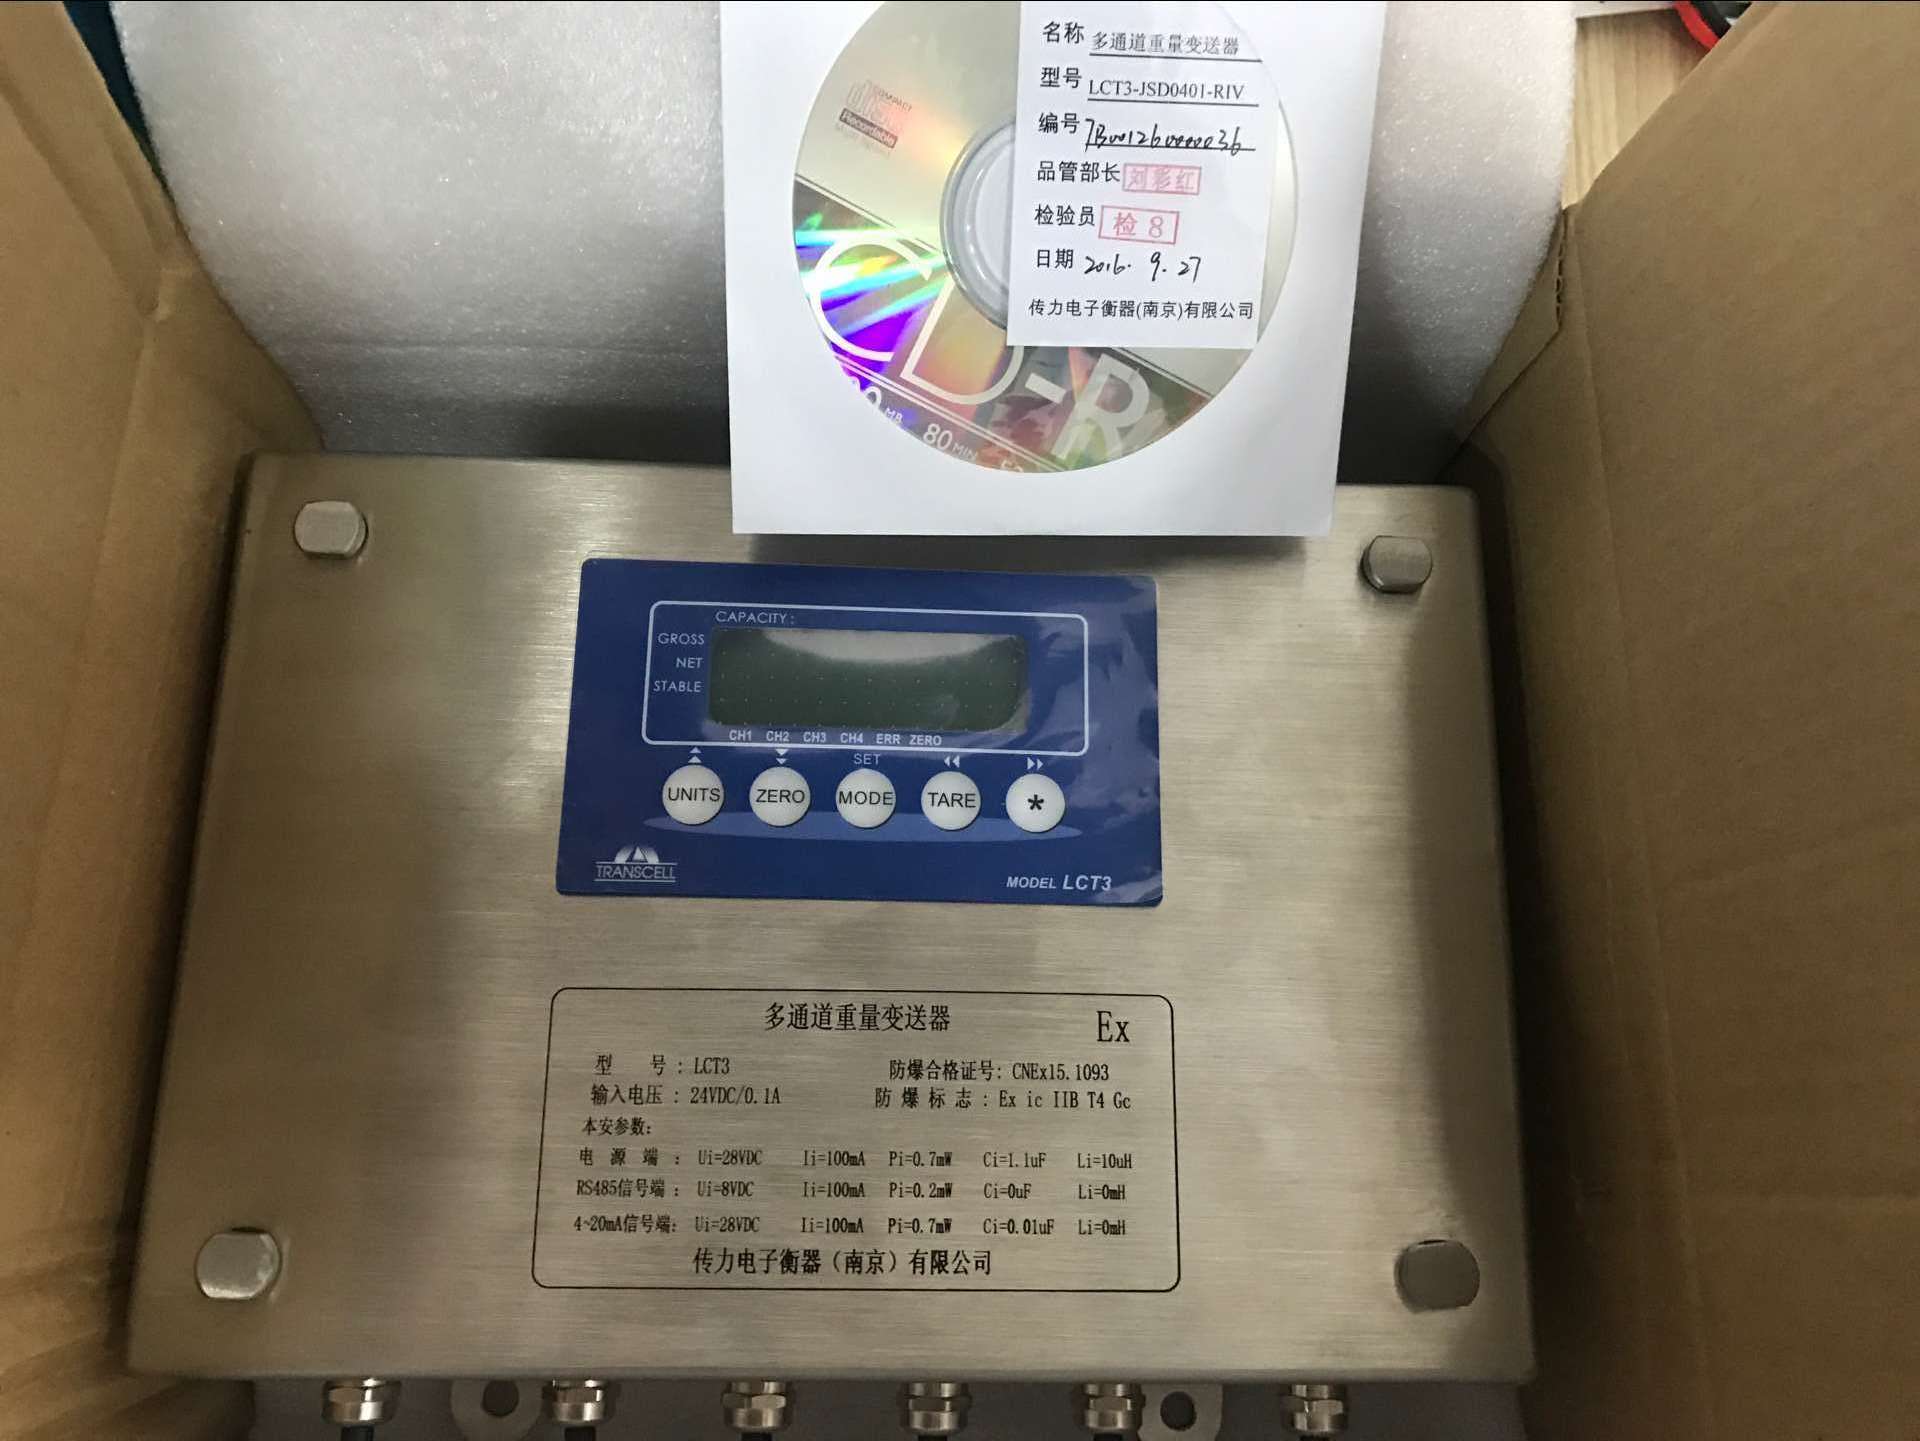 名称 多通道重量变送器
型号 LCT3-JSD0401-RIV
编号 7B00126000036
品管部长 刘彩红
检验员 检 8
日期 2016. 9. 27
传力电子衡器(南京)有限公司
COMPACT
Recordable
CD-R
80 MIN
CAPACITY:
GROSS
NET
STABLE
CH1 CH2 CH3 CH4 ERR ZERO
SET
UNITS ZERO MODE TARE *
TRANSCELL
MODEL LCT3
多通道重量变送器
Ex
型 号 : LCT3 防爆合格证号: CNEx15.1093
输入电压 : 24VDC/0.1A 防 爆 标 志 : Ex ic IIB T4 Gc
本安参数:
电 源 端 : Ui=28VDC Ii=100mA Pi=0.7mW Ci=1.1uF Li=10uH
RS485信号端 : Ui=8VDC Ii=100mA Pi=0.2mW Ci=0uF Li=0mH
4~20mA信号端: Ui=28VDC Ii=100mA Pi=0.7mW Ci=0.01uF Li=0mH
传力电子衡器（南京）有限公司